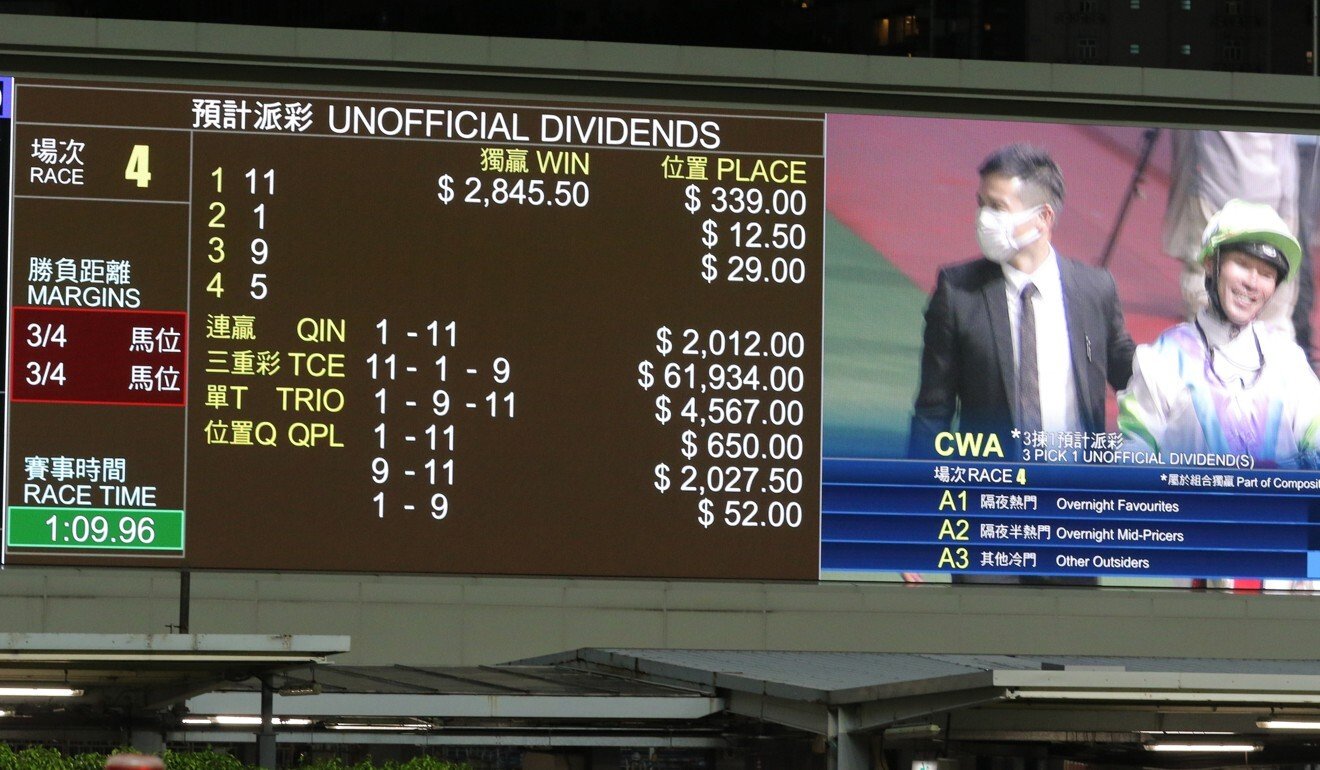 預計派彩 UNOFFICIAL DIVIDENDS
場次
RACE 4
獨贏 WIN 位置 PLACE
1 11 $ 2,845.50 $ 339.00
2 1 $ 12.50
3 9 $ 29.00
4 5
勝負距離
MARGINS
3/4 馬位
3/4 馬位
連贏 QIN 1 - 11 $ 2,012.00
三重彩 TCE 11 - 1 - 9 $ 61,934.00
單T TRIO 1 - 9 - 11 $ 4,567.00
位置Q QPL 1 - 11 $ 650.00
9 - 11 $ 2,027.50
1 - 9 $ 52.00
賽事時間
RACE TIME
1:09.96
CWA *3揀1預計派彩
3 PICK 1 UNOFFICIAL DIVIDEND(S)
場次 RACE 4 *屬於組合獨贏 Part of Composit
A1 隔夜熱門 Overnight Favourites
A2 隔夜半熱門 Overnight Mid-Pricers
A3 其他冷門 Other Outsiders